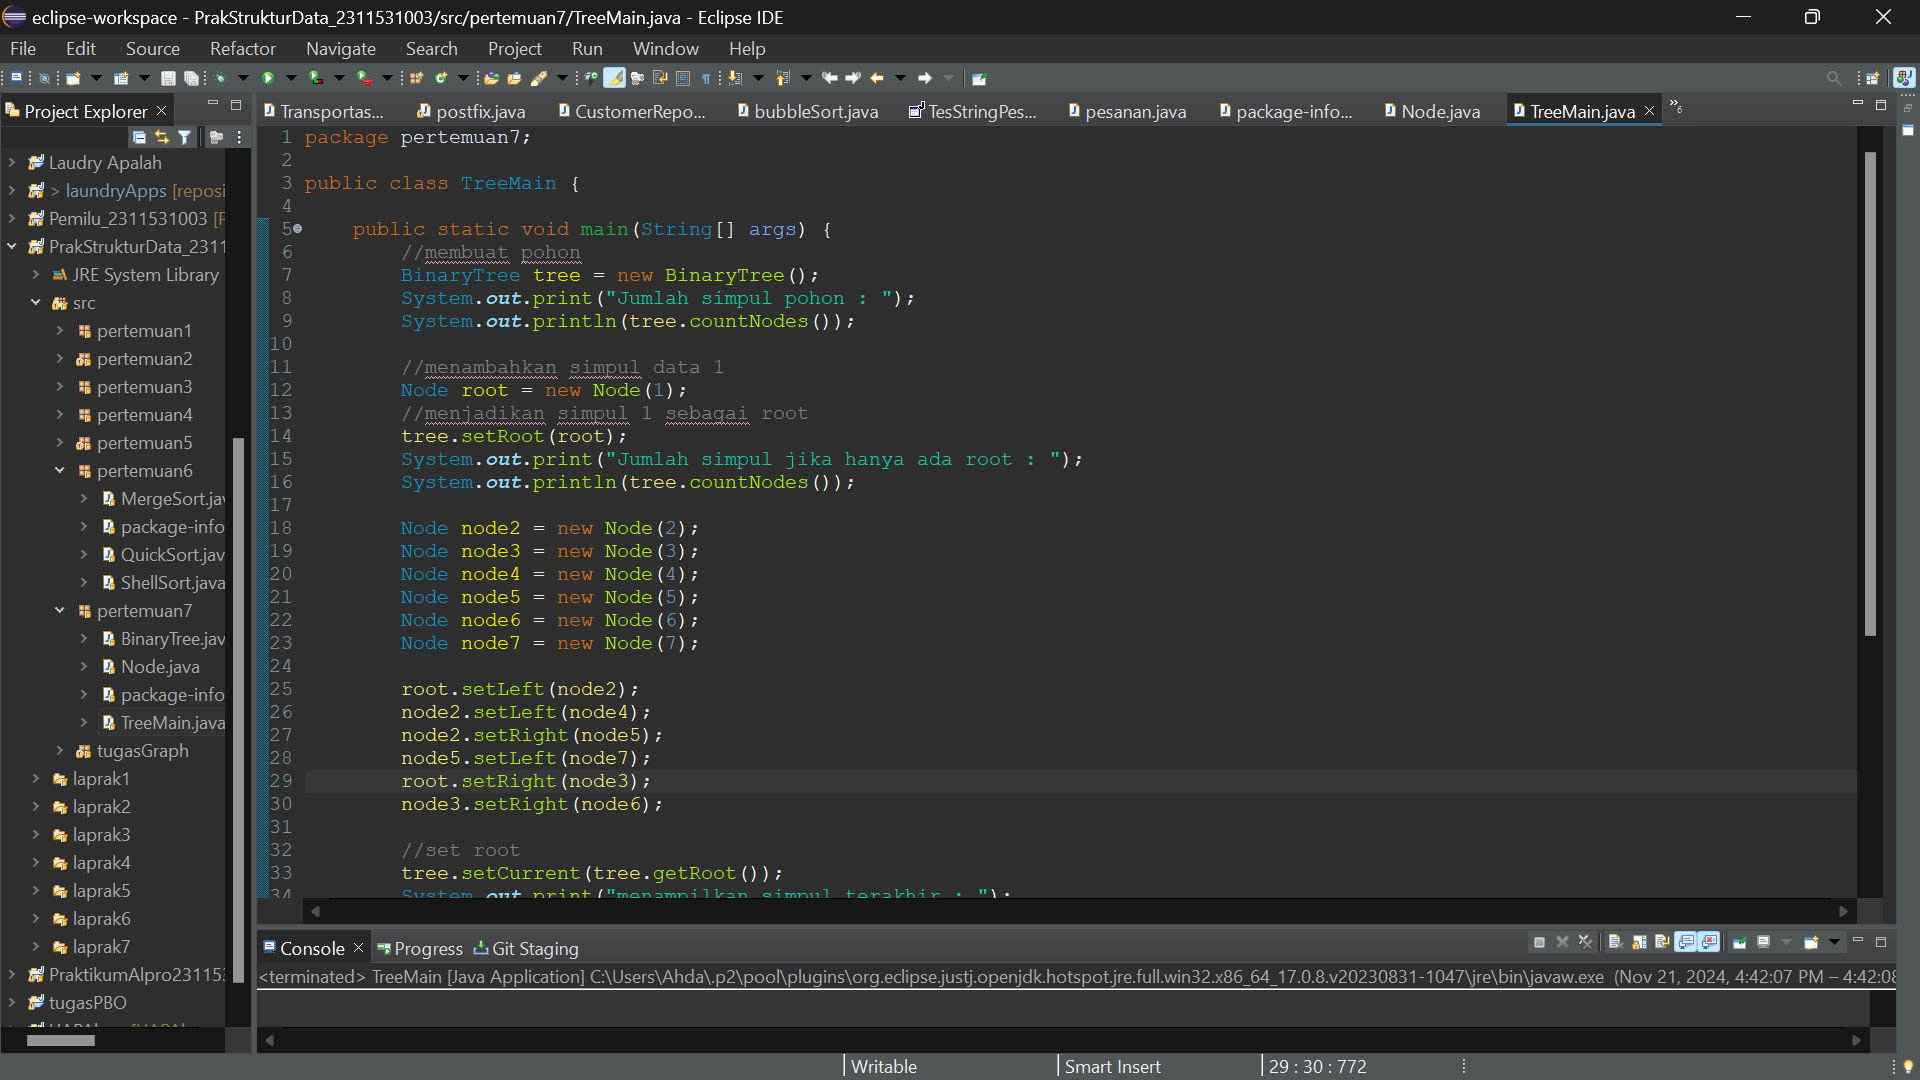 eclipse-workspace - PrakStrukturData_2311531003/src/pertemuan7/TreeMain.java - Eclipse IDE
File Edit Source Refactor Navigate Search Project Run Window Help
Project Explorer
Transportas... postfix.java CustomerRepo... bubbleSort.java TesStringPes... pesanan.java package-info... Node.java TreeMain.java »6
Laudry Apalah
> laundryApps [reposi
Pemilu_2311531003 [F
PrakStrukturData_2311
JRE System Library
src
pertemuan1
pertemuan2
pertemuan3
pertemuan4
pertemuan5
pertemuan6
MergeSort.jav
package-info
QuickSort.jav
ShellSort.java
pertemuan7
BinaryTree.jav
Node.java
package-info
TreeMain.java
tugasGraph
laprak1
laprak2
laprak3
laprak4
laprak5
laprak6
laprak7
PraktikumAlpro23115
tugasPBO
1 package pertemuan7;
2
3 public class TreeMain {
4
5 public static void main(String[] args) {
6 //membuat pohon
7 BinaryTree tree = new BinaryTree();
8 System.out.print("Jumlah simpul pohon : ");
9 System.out.println(tree.countNodes());
10
11 //menambahkan simpul data 1
12 Node root = new Node(1);
13 //menjadikan simpul 1 sebagai root
14 tree.setRoot(root);
15 System.out.print("Jumlah simpul jika hanya ada root : ");
16 System.out.println(tree.countNodes());
17
18 Node node2 = new Node(2);
19 Node node3 = new Node(3);
20 Node node4 = new Node(4);
21 Node node5 = new Node(5);
22 Node node6 = new Node(6);
23 Node node7 = new Node(7);
24
25 root.setLeft(node2);
26 node2.setLeft(node4);
27 node2.setRight(node5);
28 node5.setLeft(node7);
29 root.setRight(node3);
30 node3.setRight(node6);
31
32 //set root
33 tree.setCurrent(tree.getRoot());
34 System.out.print("menampilkan simpul terakhir : ");
Console Progress Git Staging
<terminated> TreeMain [Java Application] C:\Users\Ahda\.p2\pool\plugins\org.eclipse.justj.openjdk.hotspot.jre.full.win32.x86_64_17.0.8.v20230831-1047\jre\bin\javaw.exe (Nov 21, 2024, 4:42:07 PM – 4:42:08
Writable Smart Insert 29 : 30 : 772